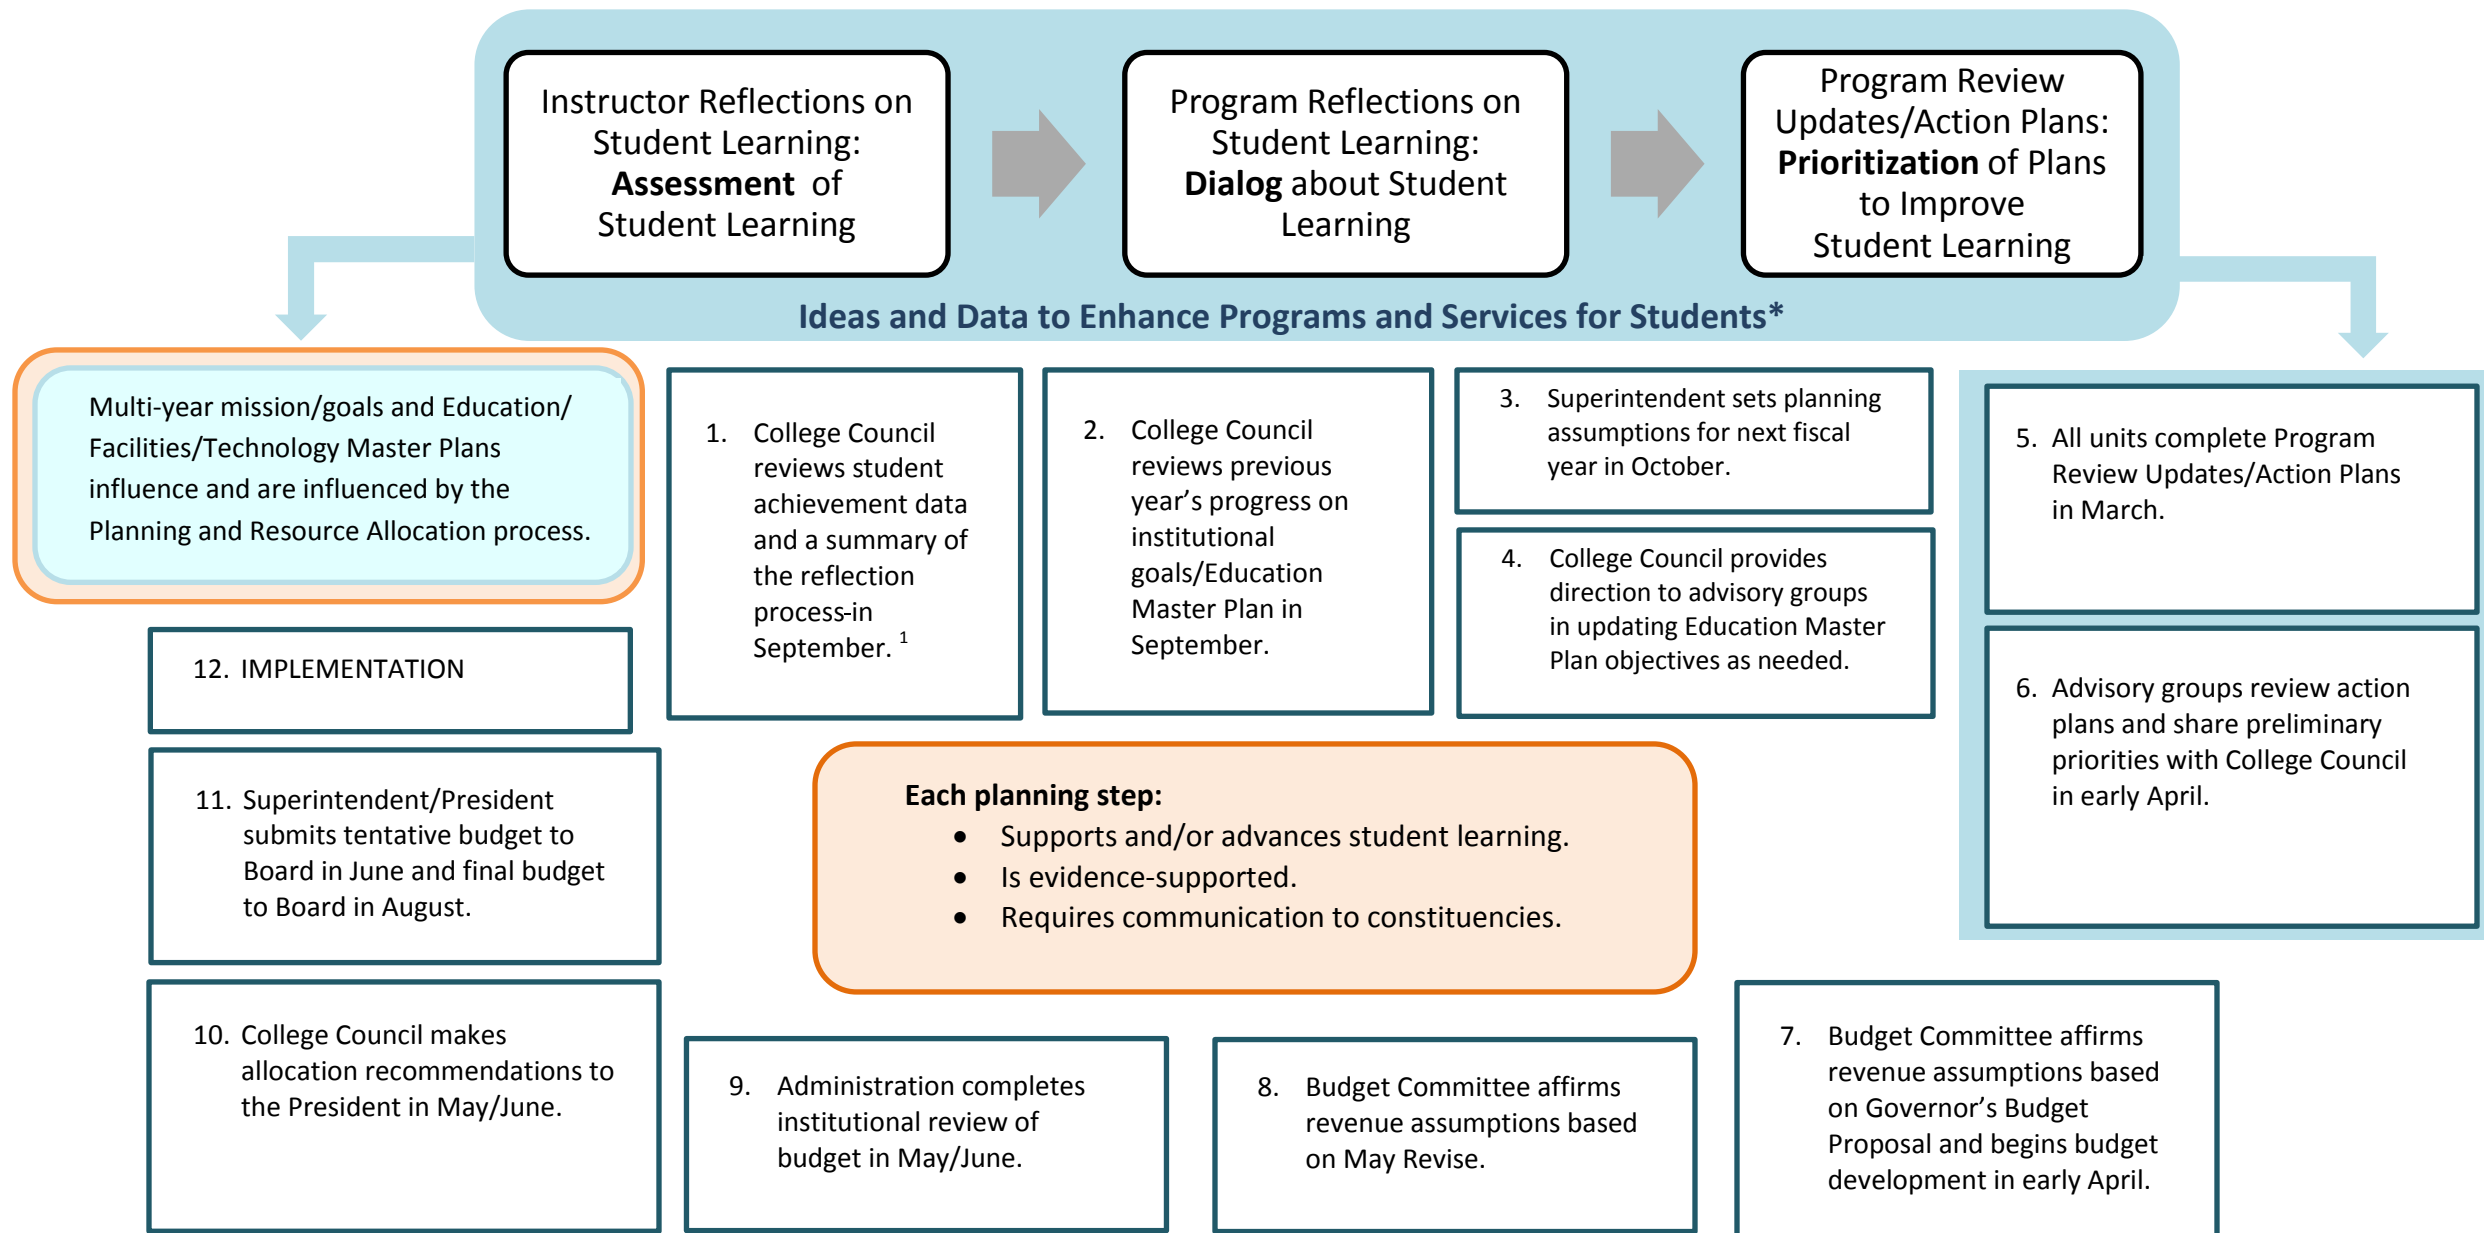 Instructor Reflections on
Student Learning:
Assessment of
Student Learning
Program Reflections on
Student Learning:
Dialog about Student
Learning
Program Review
Updates/Action Plans:
Prioritization of Plans
to Improve
Student Learning
Ideas and Data to Enhance Programs and Services for Students*
Multi-year mission/goals and Education/
Facilities/Technology Master Plans
influence and are influenced by the
Planning and Resource Allocation process.
1. College Council
reviews student
achievement data
and a summary of
the reflection
process-in
September. 1
2. College Council
reviews previous
year’s progress on
institutional
goals/Education
Master Plan in
September.
3. Superintendent sets planning
assumptions for next fiscal
year in October.
4. College Council provides
direction to advisory groups
in updating Education Master
Plan objectives as needed.
5. All units complete Program
Review Updates/Action Plans
in March.
6. Advisory groups review action
plans and share preliminary
priorities with College Council
in early April.
12. IMPLEMENTATION
11. Superintendent/President
submits tentative budget to
Board in June and final budget
to Board in August.
Each planning step:
• Supports and/or advances student learning.
• Is evidence-supported.
• Requires communication to constituencies.
10. College Council makes
allocation recommendations to
the President in May/June.
9. Administration completes
institutional review of
budget in May/June.
8. Budget Committee affirms
revenue assumptions based
on May Revise.
7. Budget Committee affirms
revenue assumptions based
on Governor’s Budget
Proposal and begins budget
development in early April.